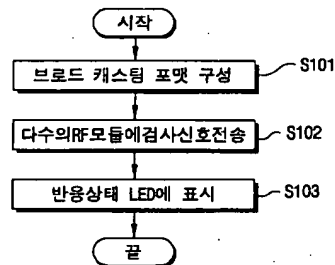 시작
브로드 캐스팅 포맷 구성
S101
다수의RF모듈에검사신호전송
S102
반응상태 LED에 표시
S103
끝